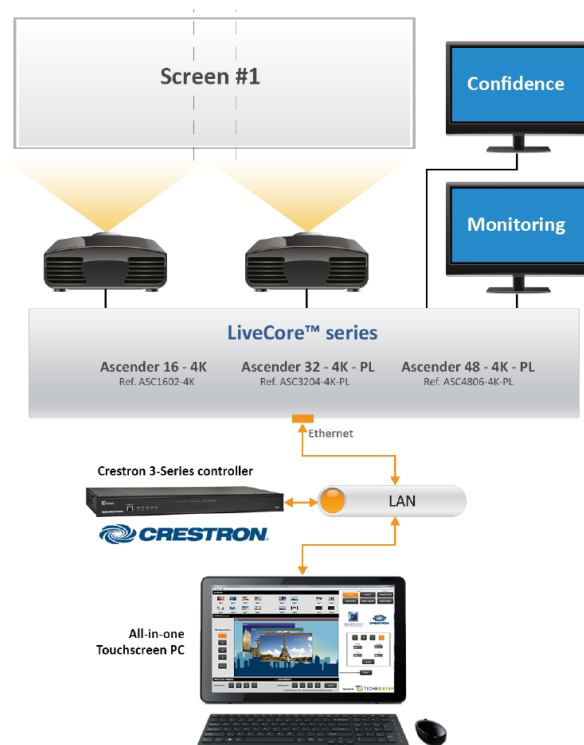 Screen #1
Confidence
Monitoring
LiveCore™ series
Ascender 16 - 4K
Ref. ASC1602-4K
Ascender 32 - 4K - PL
Ref. ASC3204-4K-PL
Ascender 48 - 4K - PL
Ref. ASC4806-4K-PL
Ethernet
Crestron 3-Series controller
LAN
CRESTRON
All-in-one
Touchscreen PC
CRESTRON